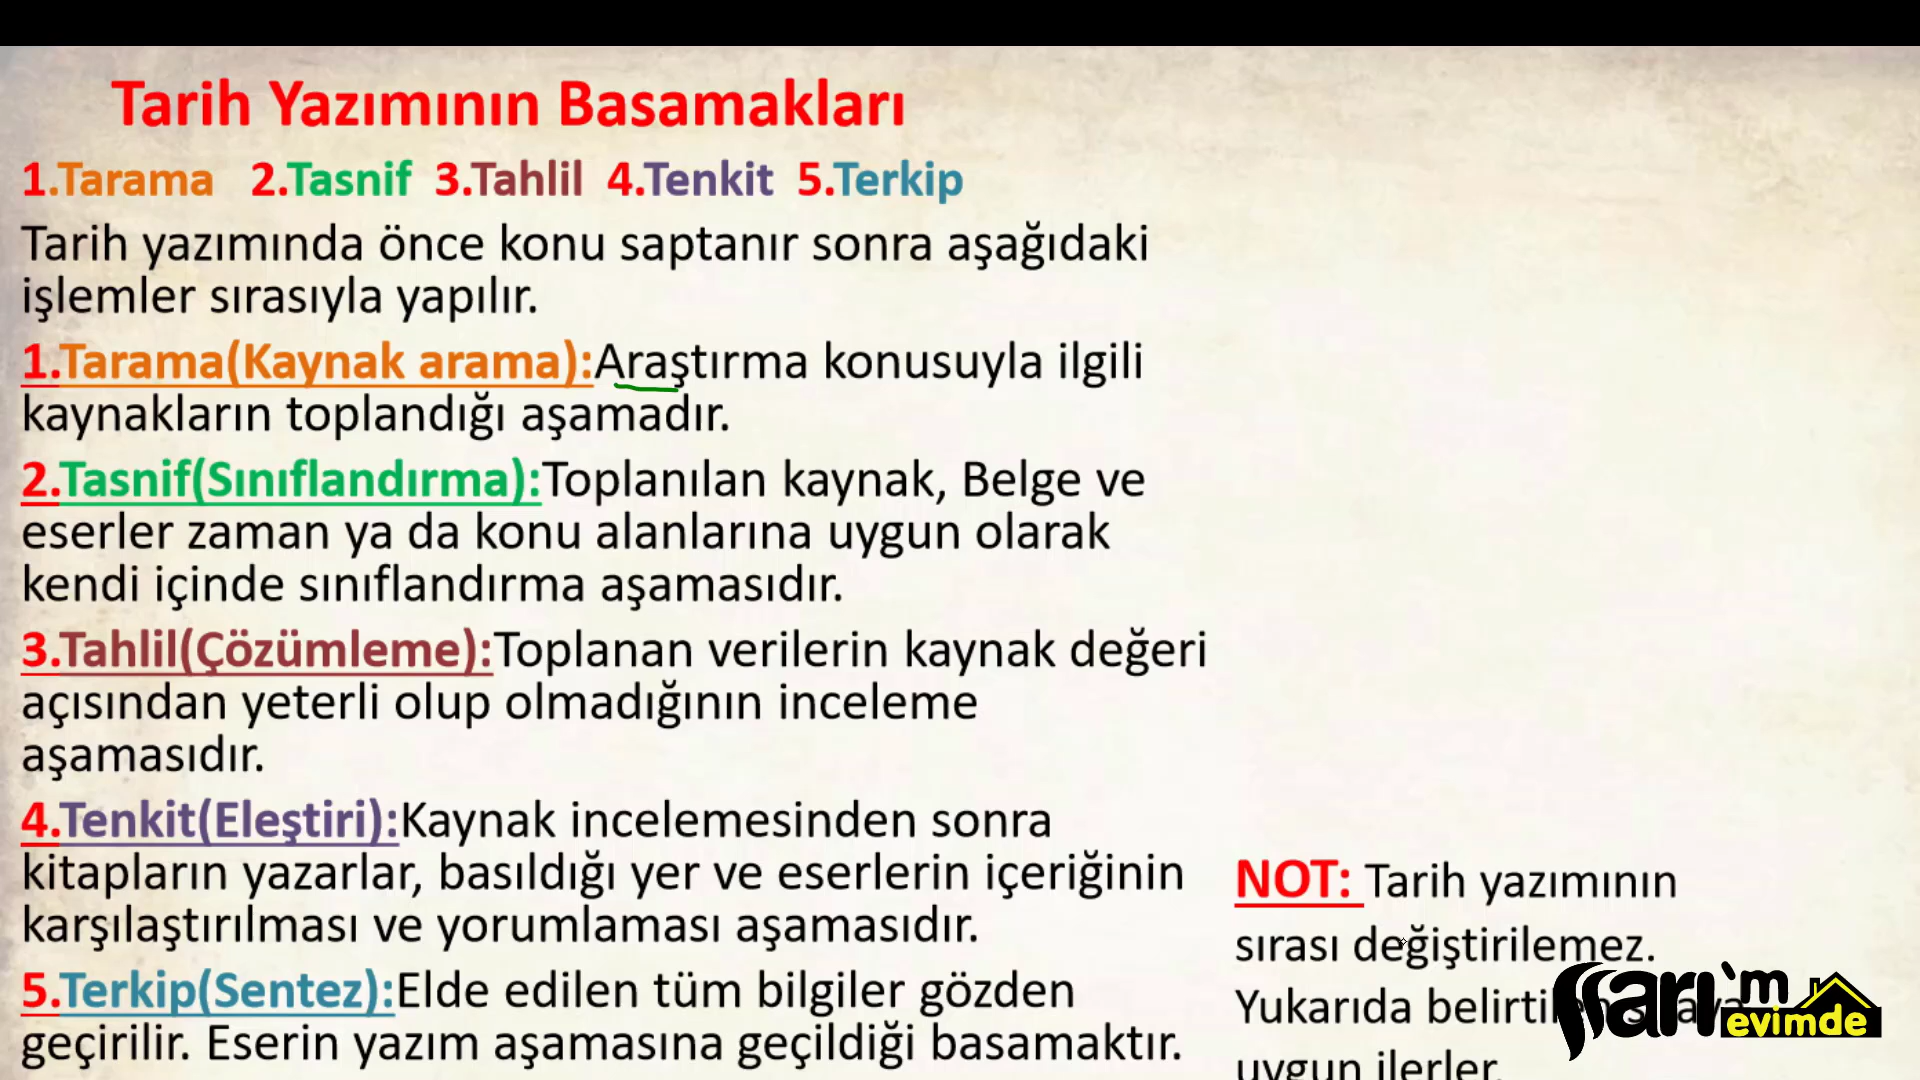 Tarih Yazımının Basamakları
1.Tarama 2.Tasnif 3.Tahlil 4.Tenkit 5.Terkip
Tarih yazımında önce konu saptanır sonra aşağıdaki
işlemler sırasıyla yapılır.
1.Tarama(Kaynak arama):Araştırma konusuyla ilgili
kaynakların toplandığı aşamadır.
2.Tasnif(Sınıflandırma):Toplanılan kaynak, Belge ve
eserler zaman ya da konu alanlarına uygun olarak
kendi içinde sınıflandırma aşamasıdır.
3.Tahlil(Çözümleme):Toplanan verilerin kaynak değeri
açısından yeterli olup olmadığının inceleme
aşamasıdır.
4.Tenkit(Eleştiri):Kaynak incelemesinden sonra
kitapların yazarlar, basıldığı yer ve eserlerin içeriğinin
karşılaştırılması ve yorumlaması aşamasıdır.
5.Terkip(Sentez):Elde edilen tüm bilgiler gözden
geçirilir. Eserin yazım aşamasına geçildiği basamaktır.
NOT: Tarih yazımının
sırası değiştirilemez.
Yukarıda
uygun ilerler.
evimde